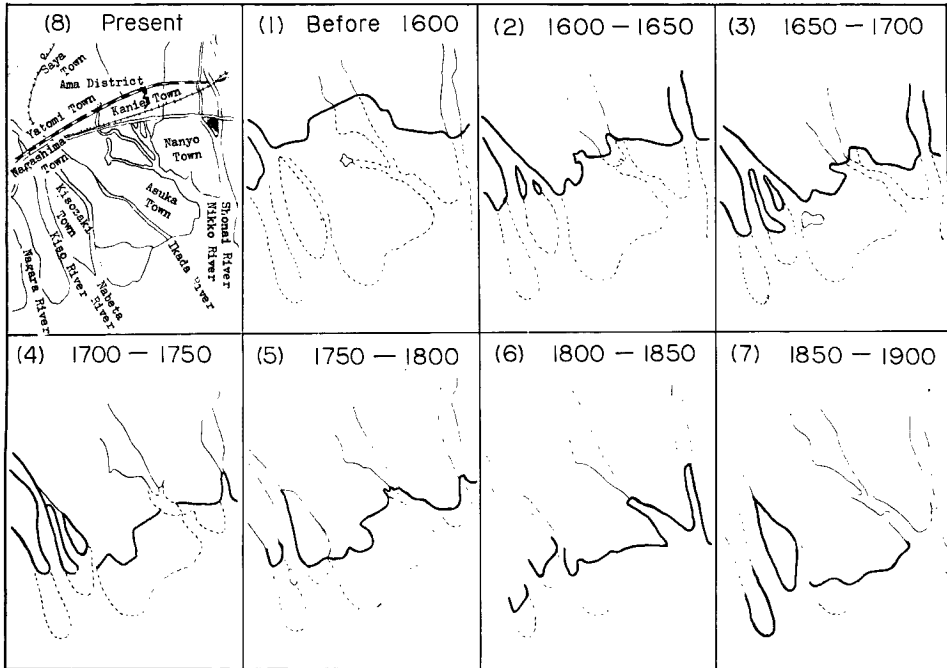 (8) Present
Saya
Town
Ama District
Yatomi Town
Kanie Town
Nagashima
Town
Nanyo
Town
Kisozaki
Town
Asuka
Town
Kiso River
Nagara River
Nabeta
River
Ikada River
Shonai River
Nikko River
(1) Before 1600
(2) 1600 — 1650
(3) 1650 — 1700
(4) 1700 — 1750
(5) 1750 — 1800
(6) 1800 — 1850
(7) 1850 — 1900